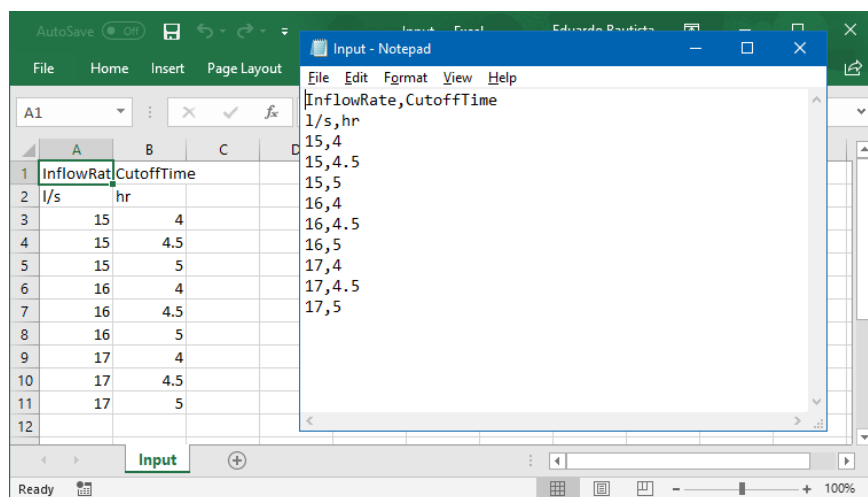 AutoSave Off Input - Excel Eduardo Bautista
File Home Insert Page Layout
A1 fx
A B C D
1 InflowRat CutoffTime
2 l/s hr
3 15 4
4 15 4.5
5 15 5
6 16 4
7 16 4.5
8 16 5
9 17 4
10 17 4.5
11 17 5
12
Input
Ready 100%
Input - Notepad
File Edit Format View Help
InflowRate,CutoffTime
l/s,hr
15,4
15,4.5
15,5
16,4
16,4.5
16,5
17,4
17,4.5
17,5